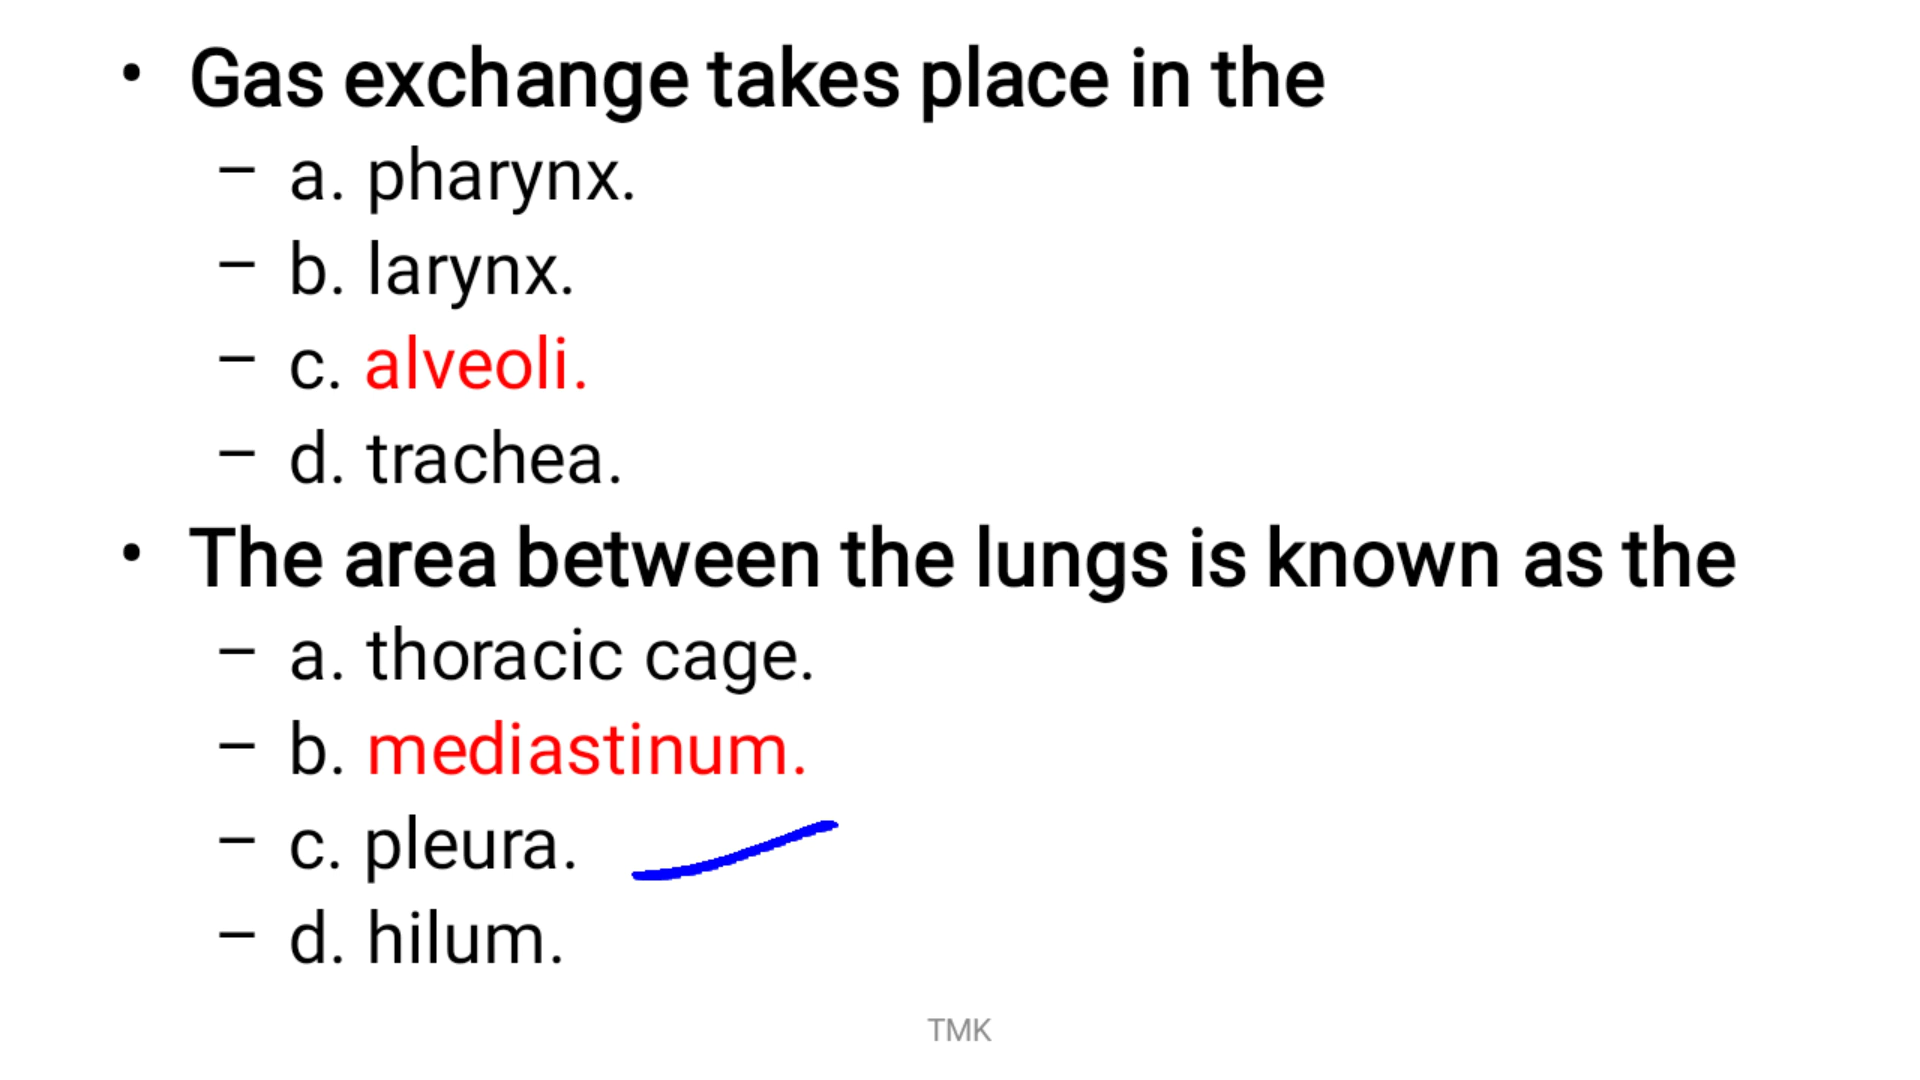 • Gas exchange takes place in the
– a. pharynx.
– b. larynx.
– c. alveoli.
– d. trachea.
• The area between the lungs is known as the
– a. thoracic cage.
– b. mediastinum.
– c. pleura.
– d. hilum.
TMK